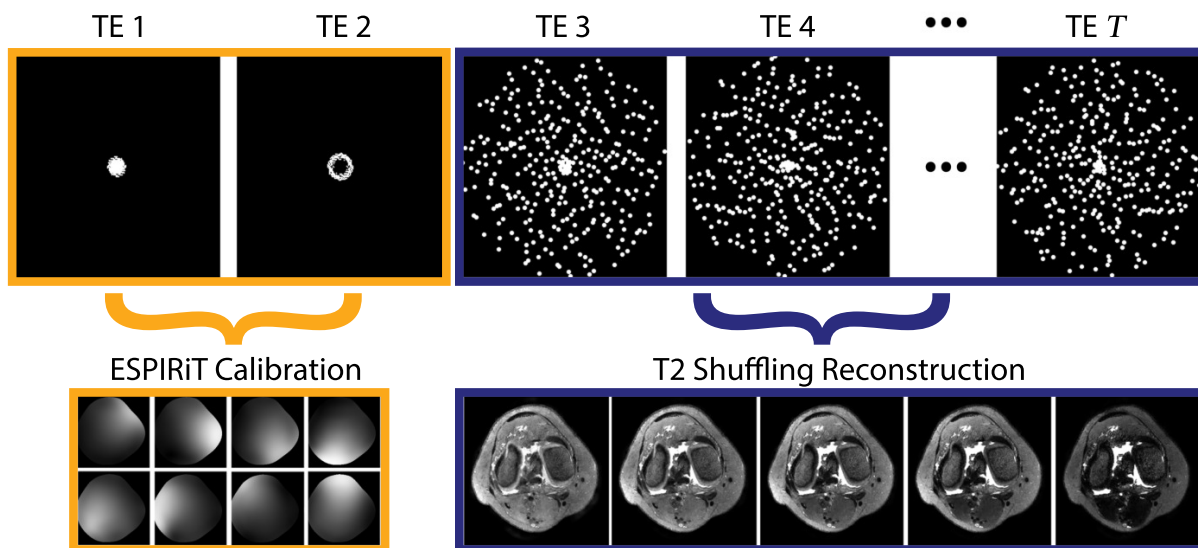 TE 1 TE 2 TE 3 TE 4 ••• TE T
•••
ESPIRiT Calibration T2 Shuffling Reconstruction